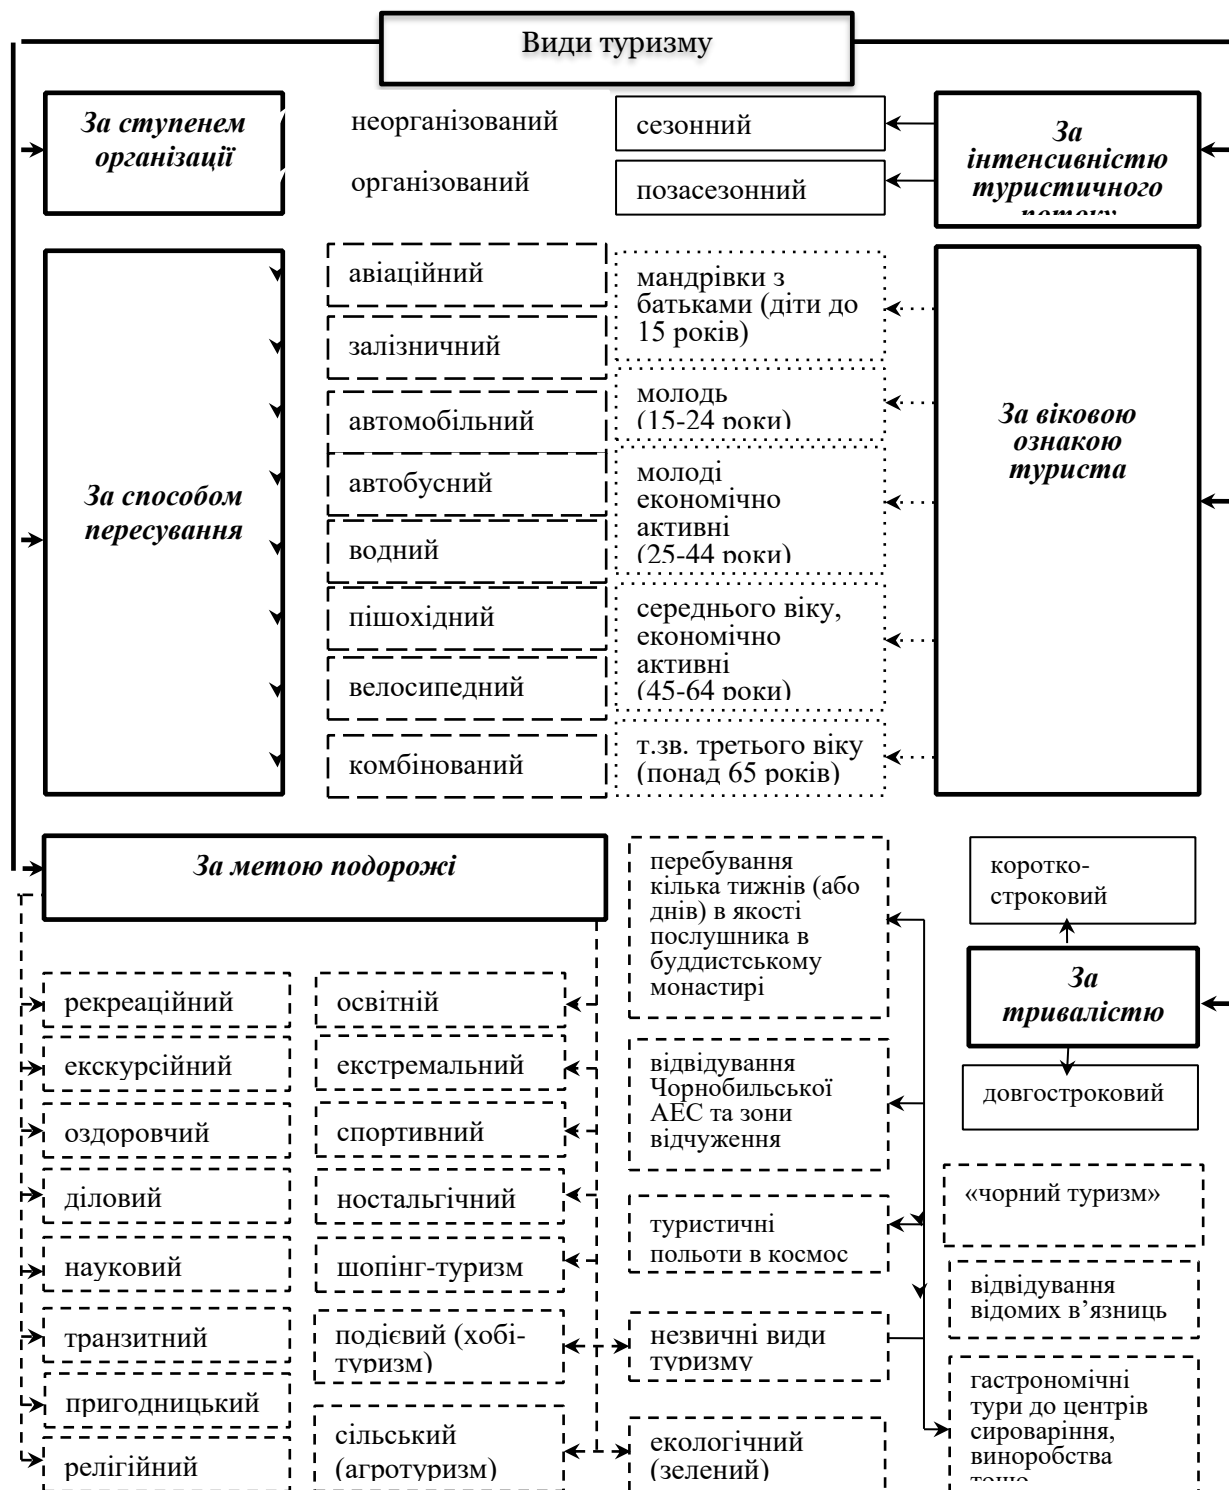 Види туризму
За ступенем
організації
неорганізований
організований
сезонний
позасезонний
За
інтенсивністю
туристичного
потоку
За способом
пересування
авіаційний
залізничний
автомобільний
автобусний
водний
пішохідний
велосипедний
комбінований
мандрівки з
батьками (діти до
15 років)
молодь
(15-24 роки)
молоді
економічно
активні
(25-44 роки)
середнього віку,
економічно
активні
(45-64 роки)
т.зв. третього віку
(понад 65 років)
За віковою
ознакою
туриста
За метою подорожі
рекреаційний
екскурсійний
оздоровчий
діловий
науковий
транзитний
пригодницький
релігійний
освітній
екстремальний
спортивний
ностальгічний
шопінг-туризм
подієвий (хобі-
туризм)
сільський
(агротуризм)
перебування
кілька тижнів (або
днів) в якості
послушника в
буддистському
монастирі
відвідування
Чорнобильської
АЕС та зони
відчуження
туристичні
польоти в космос
незвичні види
туризму
екологічний
(зелений)
коротко-
строковий
За
тривалістю
довгостроковий
«чорний туризм»
відвідування
відомих в’язниць
гастрономічні
тури до центрів
сироваріння,
виноробства
тощо